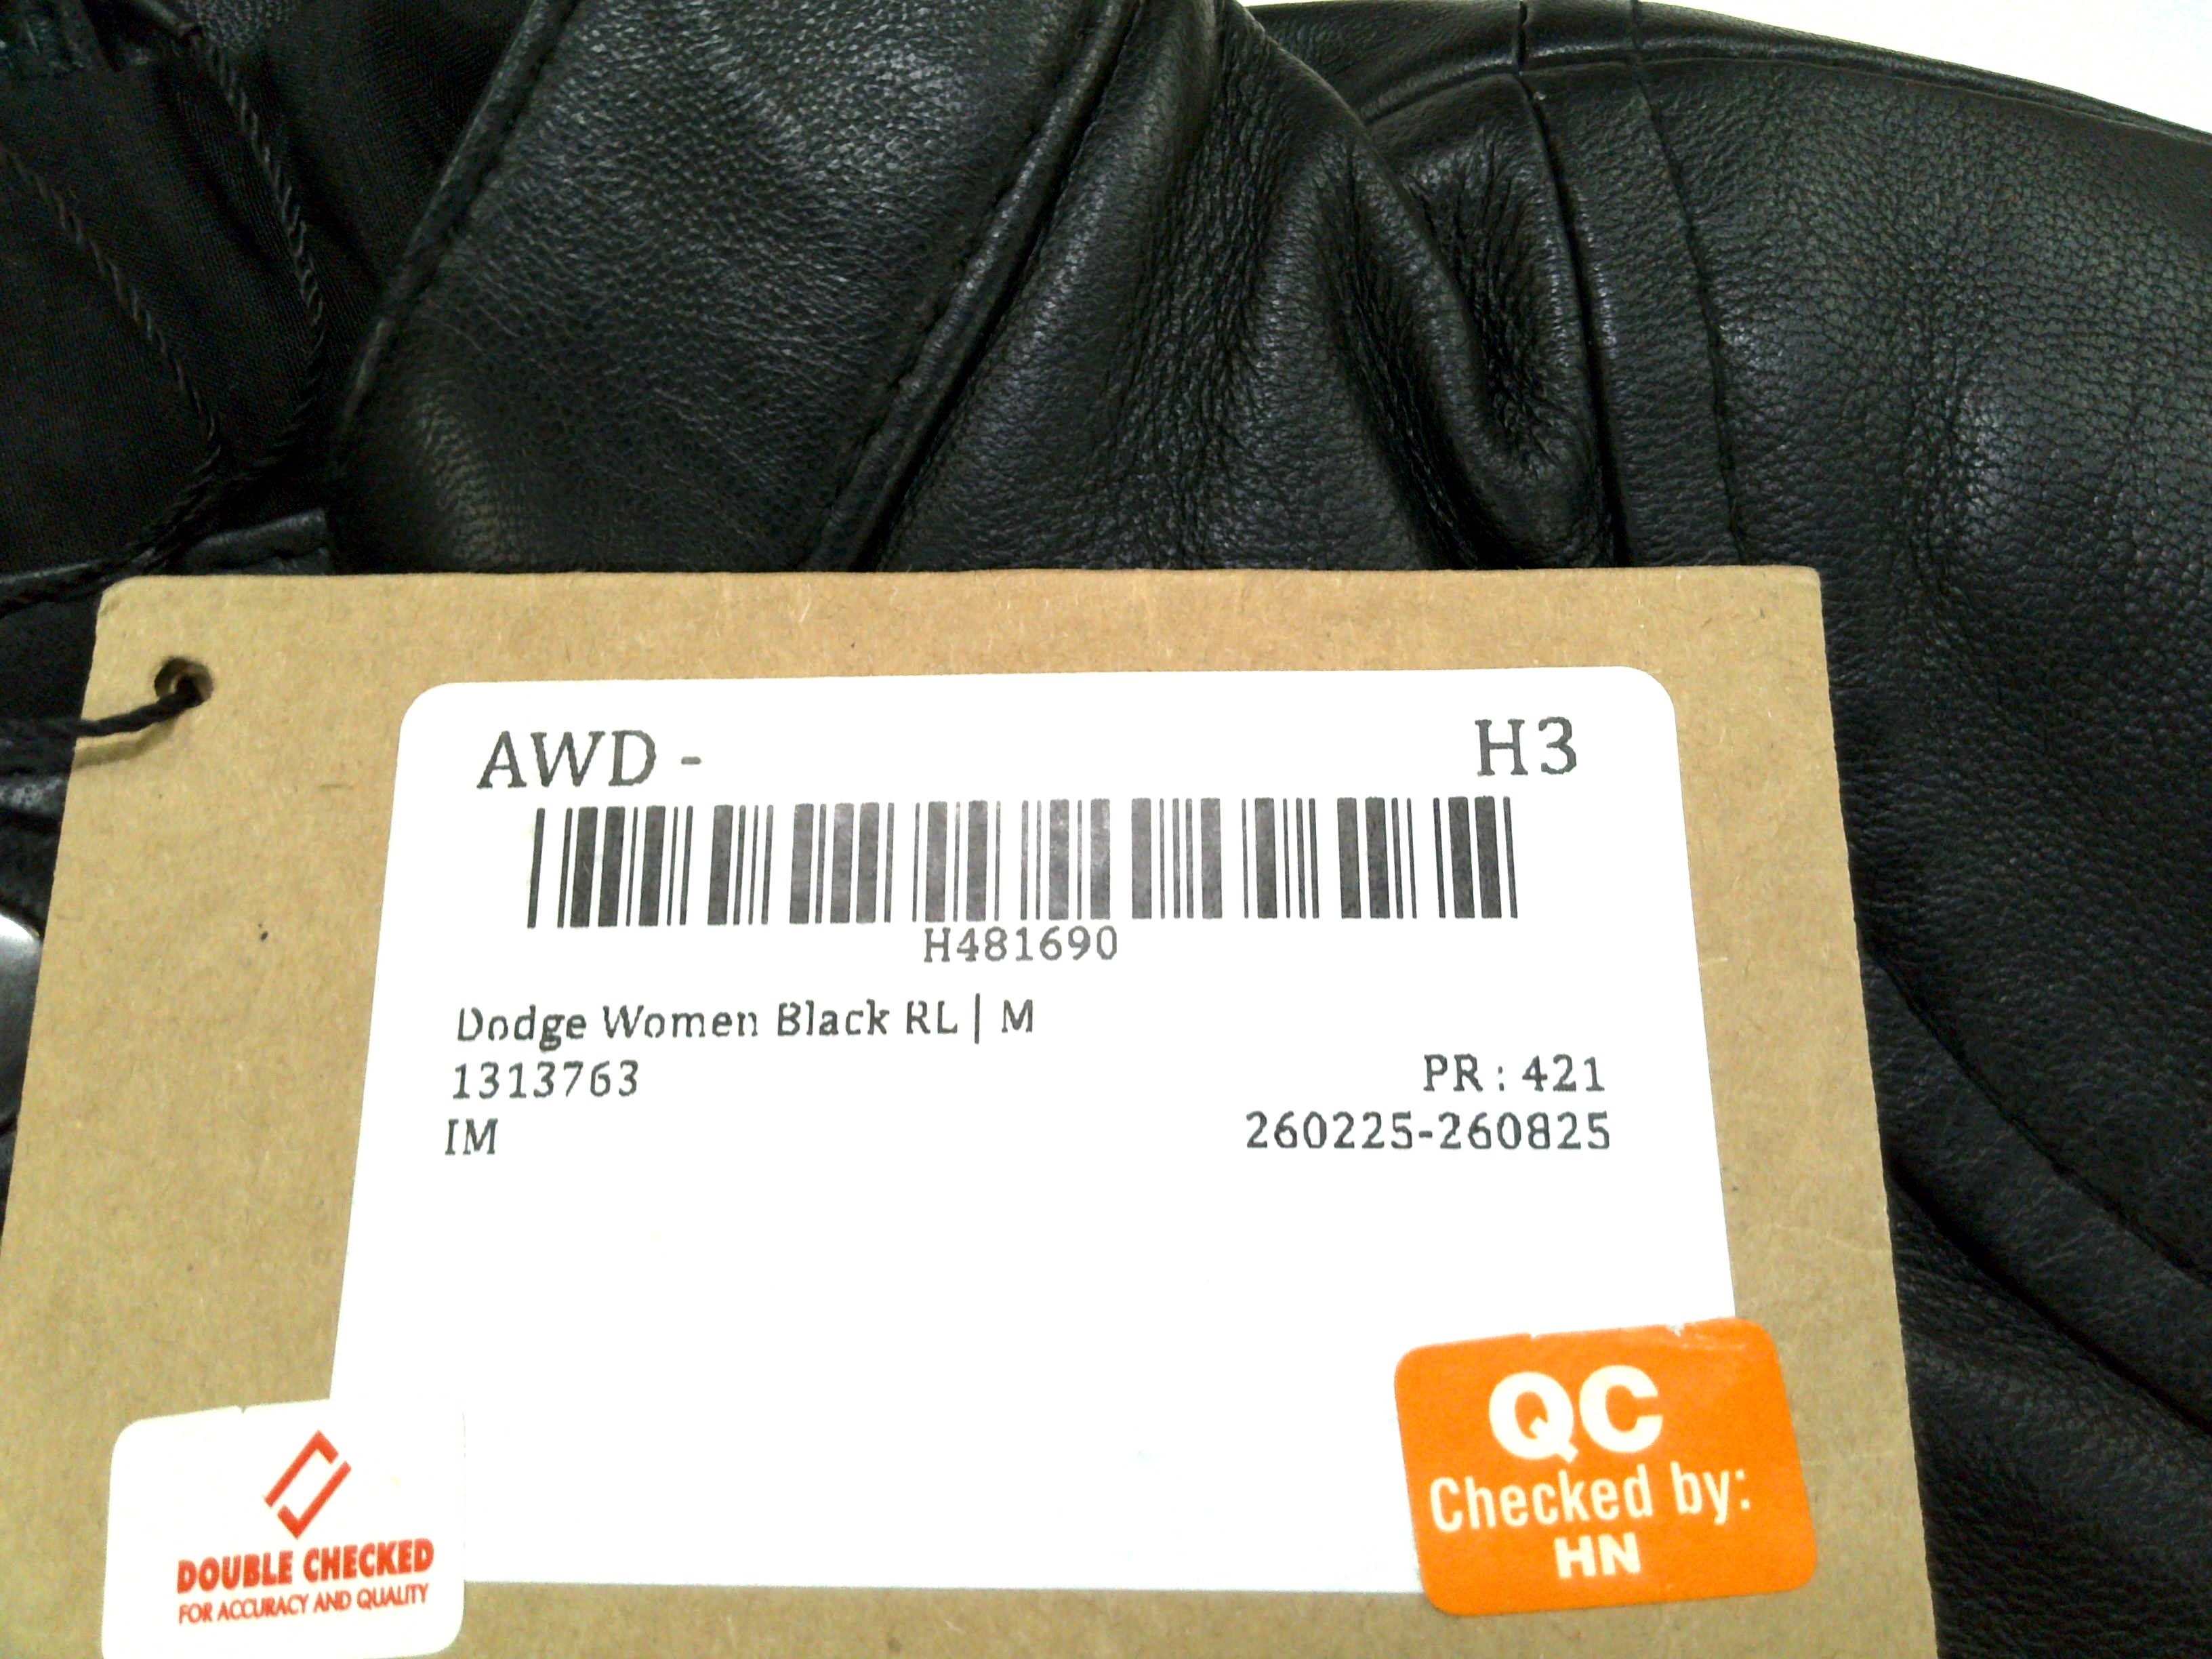 AWD - H3
H481690
Dodge Women Black RL | M
1313763 PR : 421
IM 260225-260825
QC
Checked by:
HN
DOUBLE CHECKED
FOR ACCURACY AND QUALITY